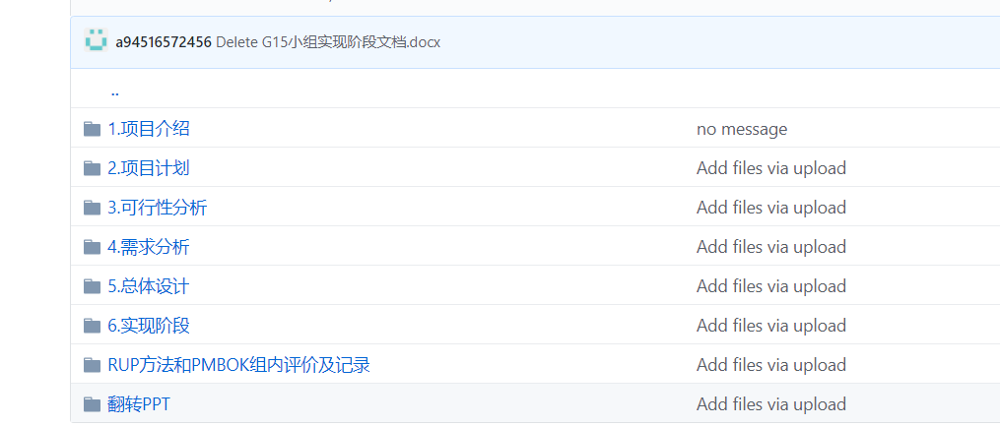 a94516572456 Delete G15小组实现阶段文档.docx
..
1.项目介绍 no message
2.项目计划 Add files via upload
3.可行性分析 Add files via upload
4.需求分析 Add files via upload
5.总体设计 Add files via upload
6.实现阶段 Add files via upload
RUP方法和PMBOK组内评价及记录 Add files via upload
翻转PPT Add files via upload